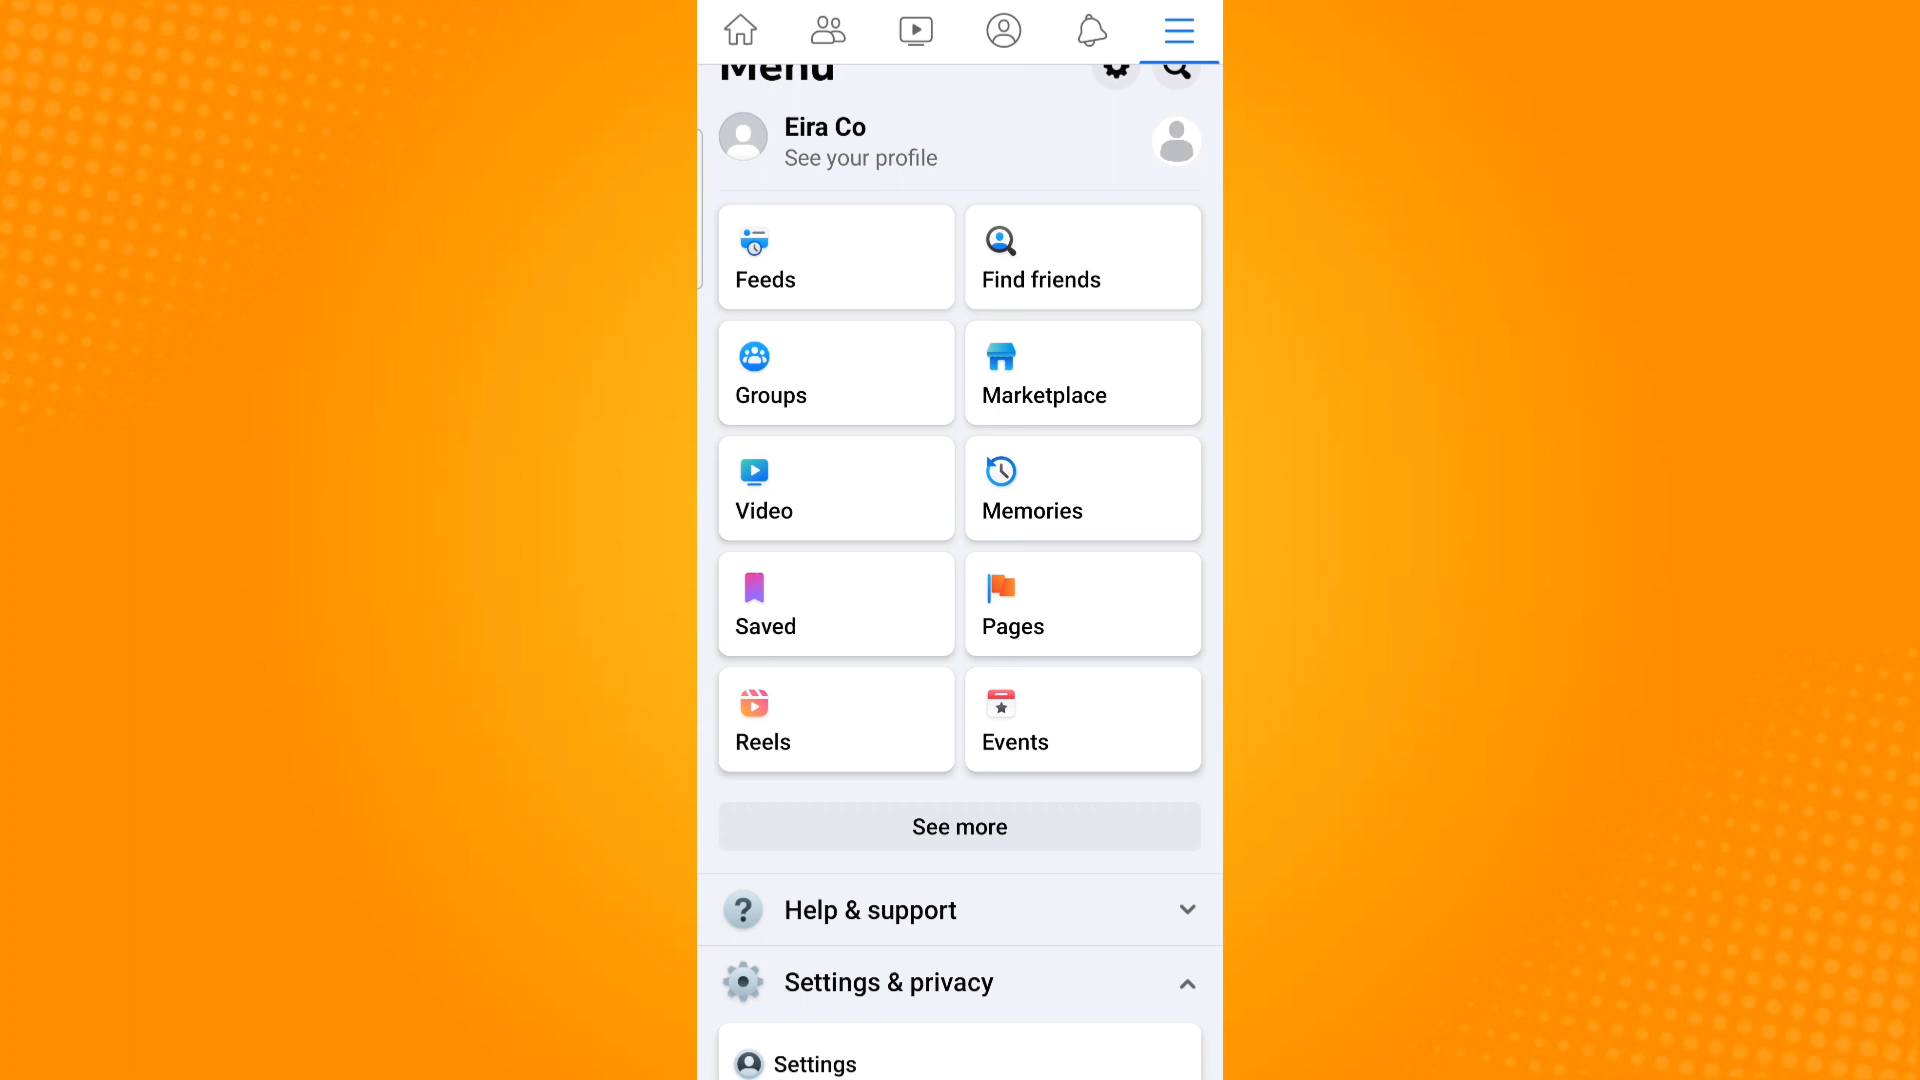 Menu
Eira Co
See your profile
Feeds
Find friends
Groups
Marketplace
Video
Memories
Saved
Pages
Reels
Events
See more
Help & support
Settings & privacy
Settings